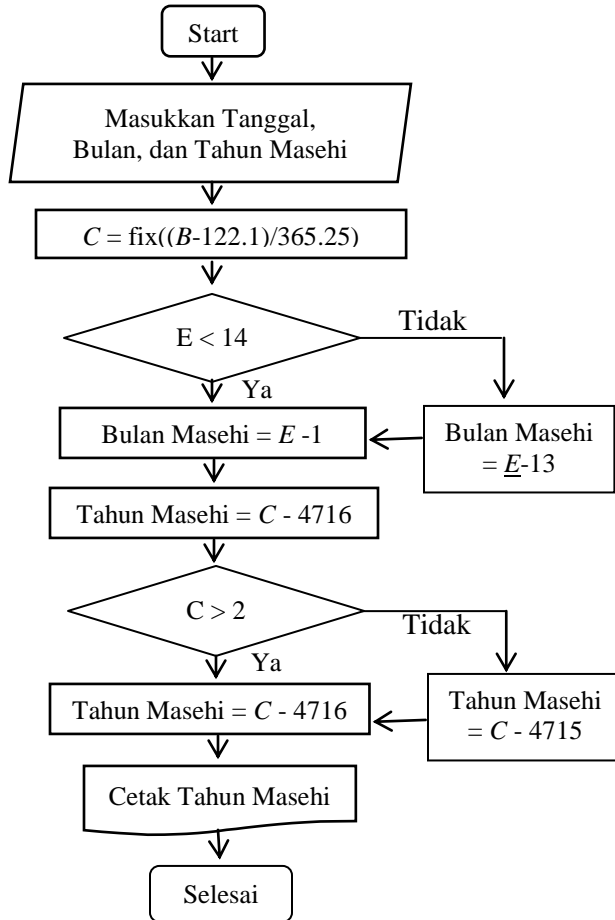 Start
Masukkan Tanggal,
Bulan, dan Tahun Masehi
C = fix((B-122.1)/365.25)
E < 14
Tidak
Ya
Bulan Masehi = E -1
Bulan Masehi
= E-13
Tahun Masehi = C - 4716
C > 2
Tidak
Ya
Tahun Masehi = C - 4716
Tahun Masehi
= C - 4715
Cetak Tahun Masehi
Selesai